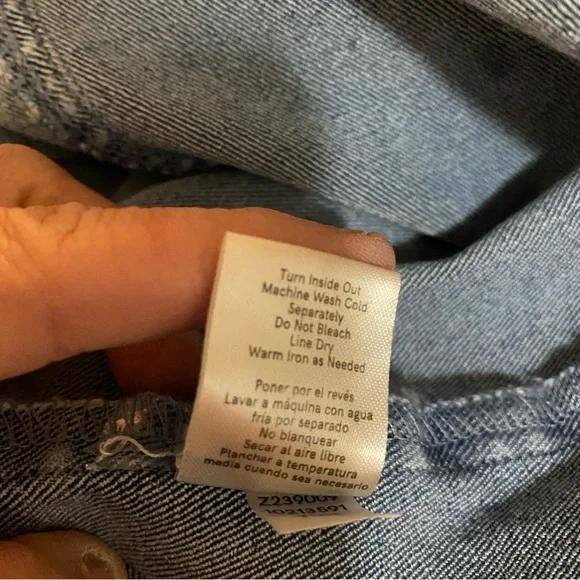 Turn Inside Out
Machine Wash Cold
Separately
Do Not Bleach
Line Dry
Warm Iron as Needed
Poner por el revés
Lavar a máquina con agua
fría por separado
No blanquear
Secar al aire libre
Planchar a temperatura
media cuando sea necesario
10213591